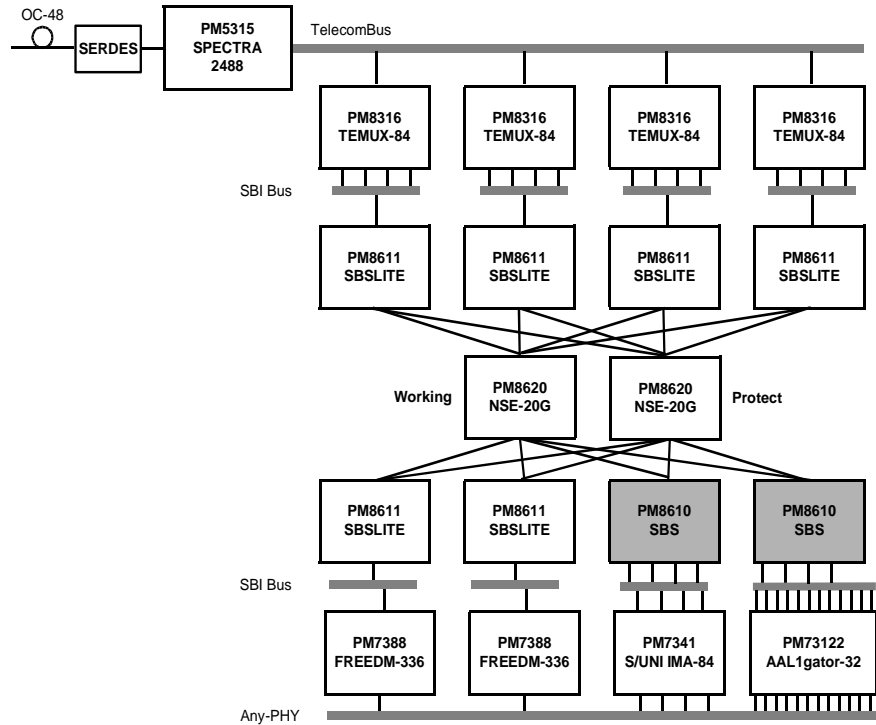 OC-48
SERDES
PM5315
SPECTRA
2488
TelecomBus
PM8316
TEMUX-84
PM8316
TEMUX-84
PM8316
TEMUX-84
PM8316
TEMUX-84
SBI Bus
PM8611
SBSLITE
PM8611
SBSLITE
PM8611
SBSLITE
PM8611
SBSLITE
Working
PM8620
NSE-20G
PM8620
NSE-20G
Protect
PM8611
SBSLITE
PM8611
SBSLITE
PM8610
SBS
PM8610
SBS
SBI Bus
PM7388
FREEDM-336
PM7388
FREEDM-336
PM7341
S/UNI IMA-84
PM73122
AAL1gator-32
Any-PHY